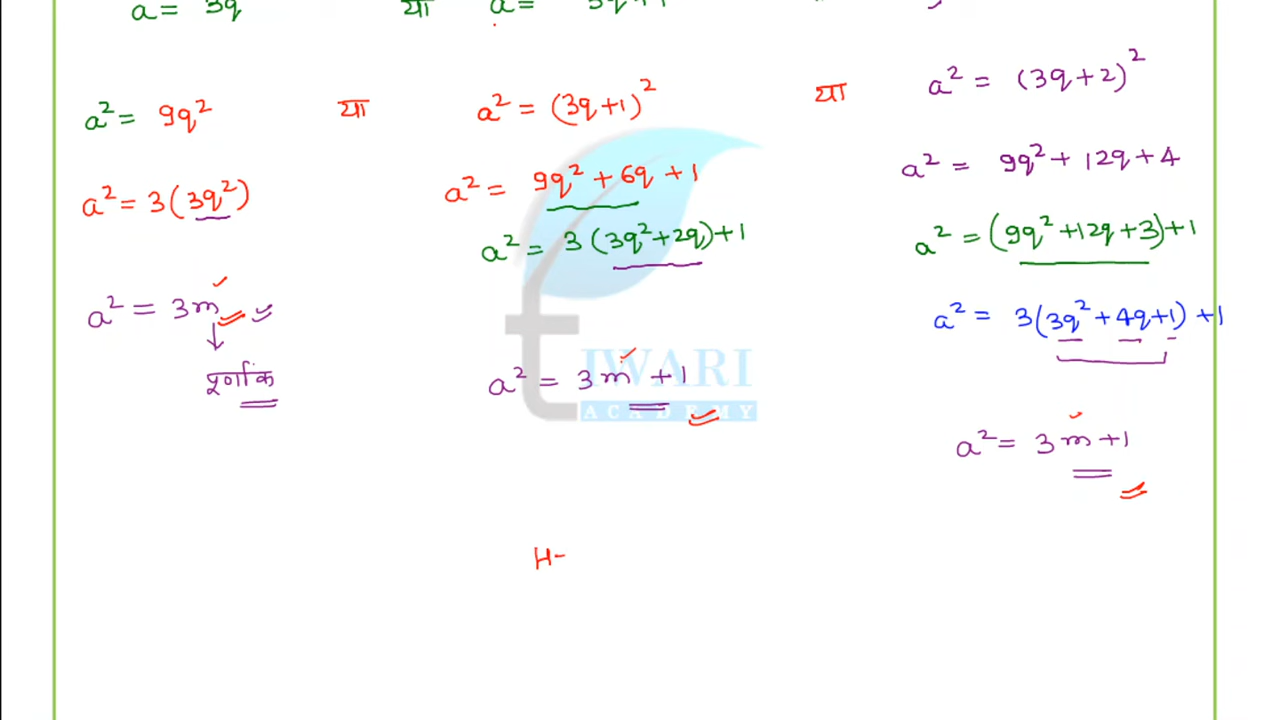 a = 3q या a = 3q+1
a² = 9q² या a² = (3q+1)² या a² = (3q+2)²
a² = 3(3q²) a² = 9q² + 6q + 1 a² = 9q² + 12q + 4
a² = 3(3q²+2q)+1 a² = (9q²+12q+3)+1
a² = 3m a² = 3(3q²+4q+1)+1
पूर्णांक a² = 3m+1
a² = 3m+1
TIWARI
ACADEMY
H-